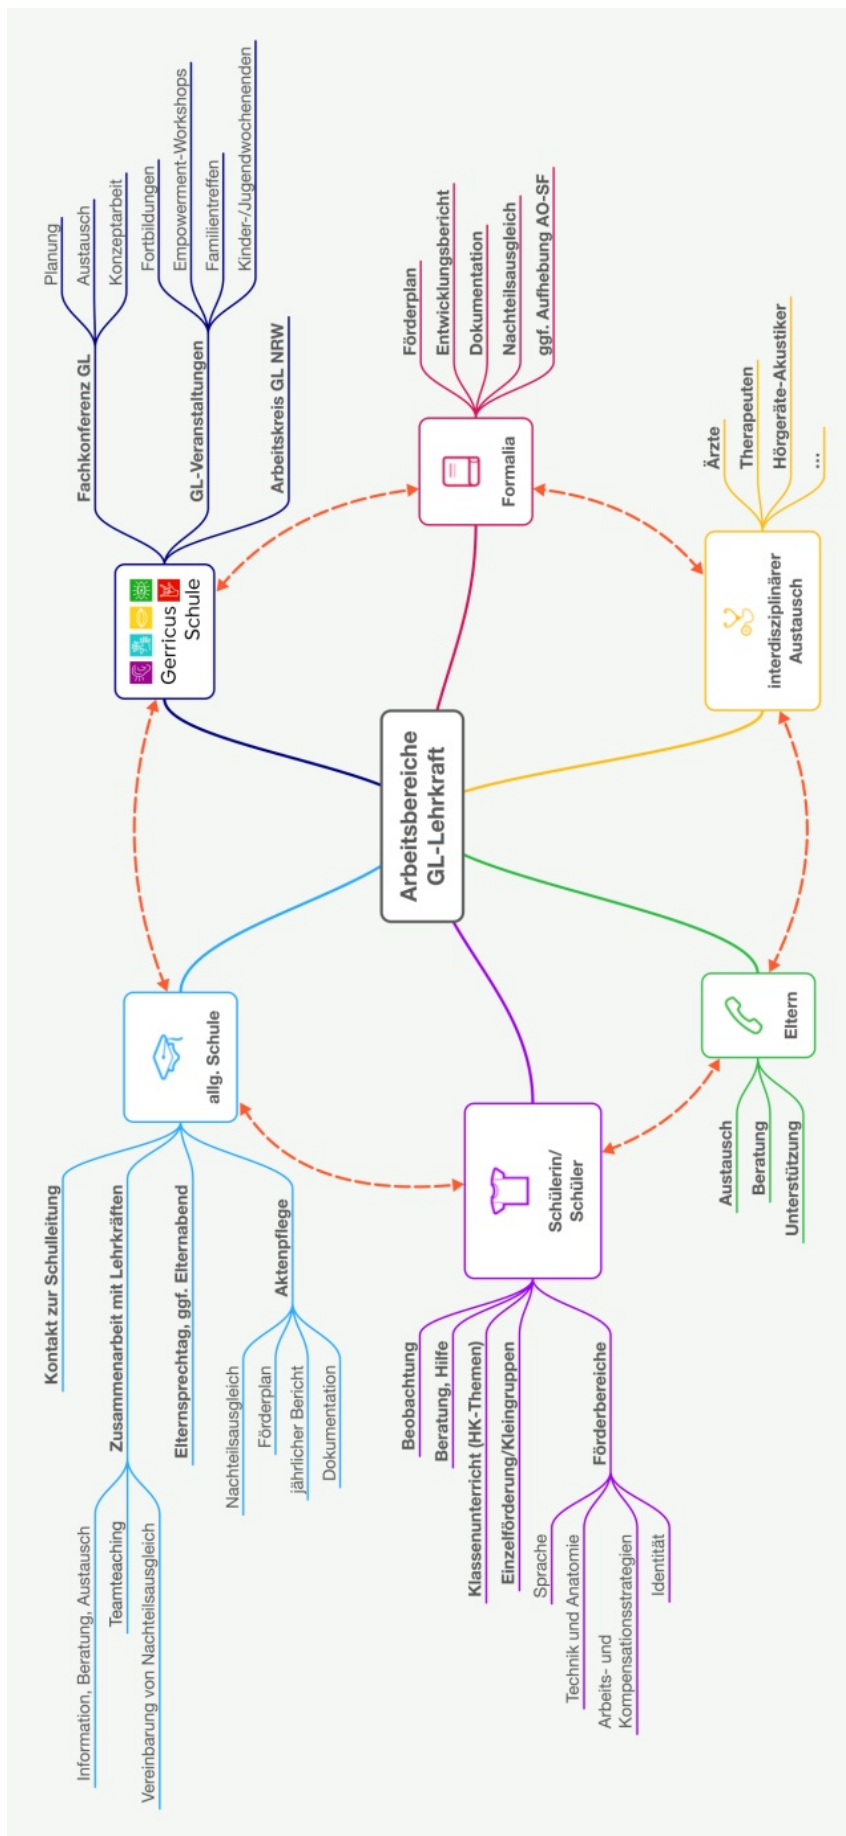 Arbeitsbereiche
GL-Lehrkraft
allg. Schule
Kontakt zur Schulleitung
Zusammenarbeit mit Lehrkräften
Information, Beratung, Austausch
Teamteaching
Vereinbarung von Nachteilsausgleich
Elternsprechtag, ggf. Elternabend
Aktenpflege
Nachteilsausgleich
Förderplan
jährlicher Bericht
Dokumentation
Gerricus
Schule
Fachkonferenz GL
Planung
Austausch
Konzeptarbeit
GL-Veranstaltungen
Fortbildungen
Empowerment-Workshops
Familientreffen
Kinder-/Jugendwochenenden
Arbeitskreis GL NRW
Formalia
Förderplan
Entwicklungsbericht
Dokumentation
Nachteilsausgleich
ggf. Aufhebung AO-SF
interdisziplinärer
Austausch
Ärzte
Therapeuten
Hörgeräte-Akustiker
...
Eltern
Austausch
Beratung
Unterstützung
Schülerin/
Schüler
Beobachtung
Beratung, Hilfe
Klassenunterricht (HK-Themen)
Einzelförderung/Kleingruppen
Förderbereiche
Sprache
Technik und Anatomie
Arbeits- und
Kompensationsstrategien
Identität